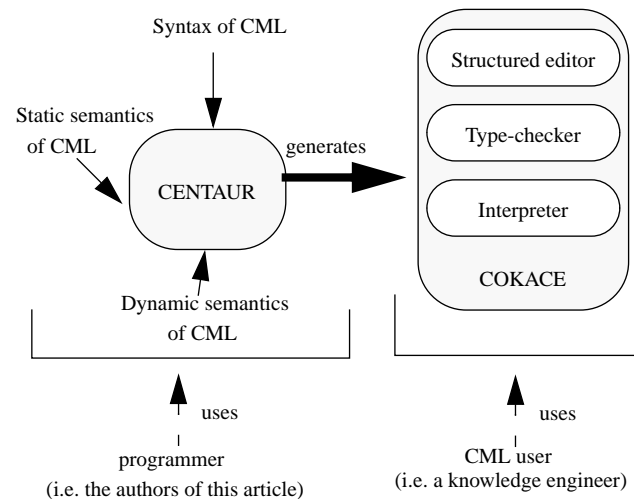 Syntax of CML
Static semantics
of CML
CENTAUR
generates
Structured editor
Type-checker
Interpreter
COKACE
Dynamic semantics
of CML
uses
programmer
(i.e. the authors of this article)
uses
CML user
(i.e. a knowledge engineer)